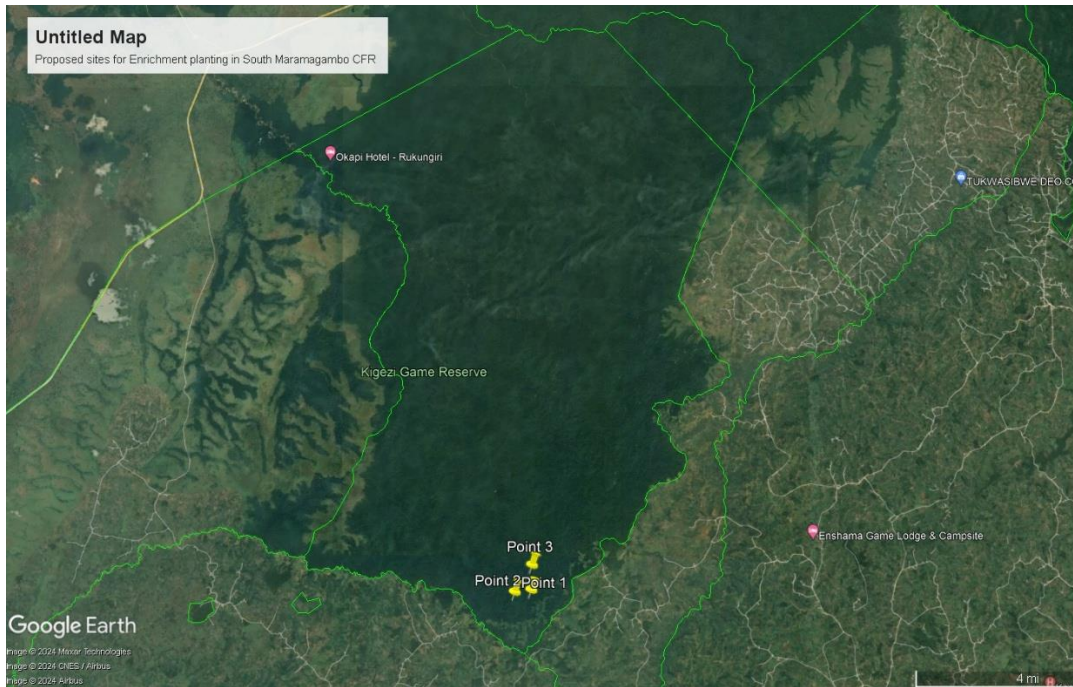 Untitled Map
Proposed sites for Enrichment planting in South Maramagambo CFR
Okapi Hotel - Rukungiri
TUKWASIBWE DEO CO
Kigezi Game Reserve
Enshama Game Lodge & Campsite
Point 3
Point 2
Point 1
Google Earth
Image © 2024 Maxar Technologies
Image © 2024 CNES / Airbus
Image © 2024 Airbus
4 mi